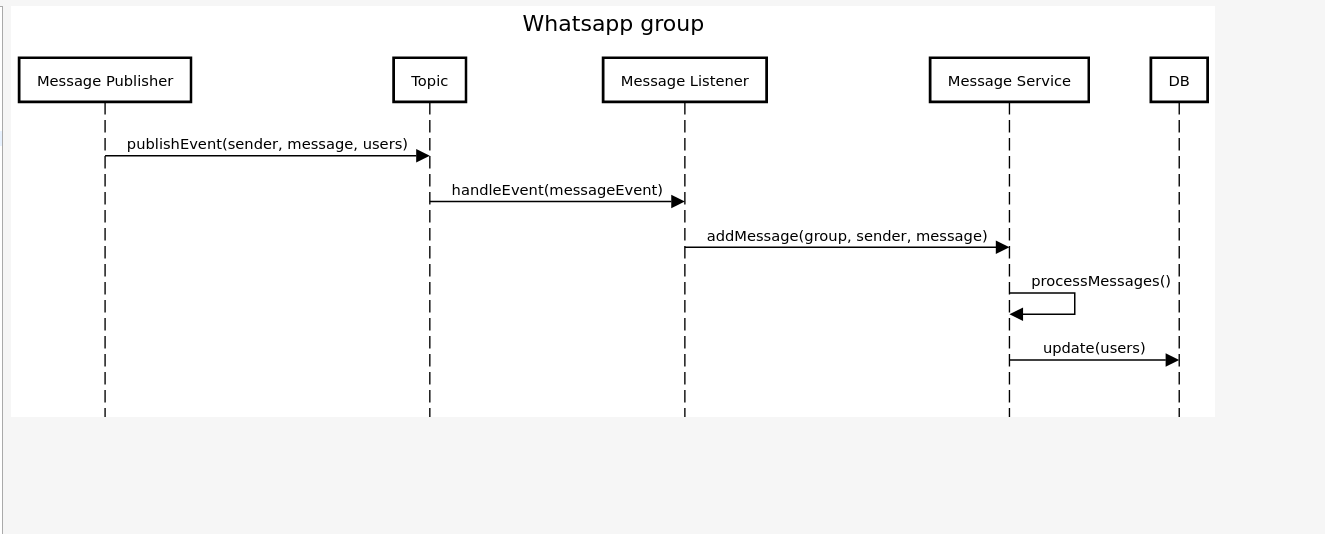 Whatsapp group
Message Publisher
Topic
Message Listener
Message Service
DB
publishEvent(sender, message, users)
handleEvent(messageEvent)
addMessage(group, sender, message)
processMessages()
update(users)